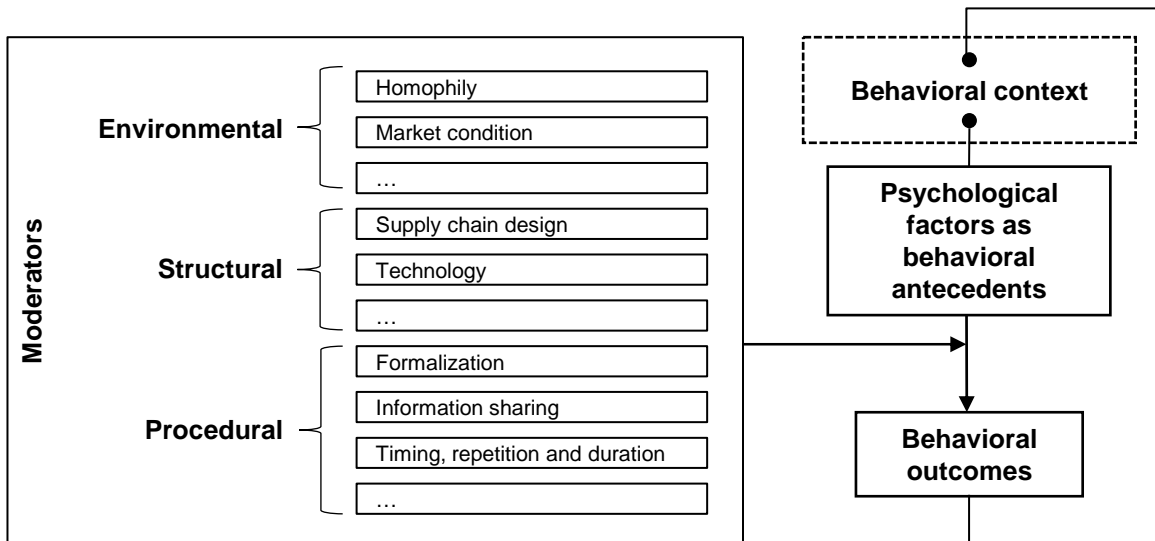 Moderators
Environmental
Homophily
Market condition
…
Structural
Supply chain design
Technology
…
Procedural
Formalization
Information sharing
Timing, repetition and duration
…
Behavioral context
Psychological
factors as
behavioral
antecedents
Behavioral
outcomes